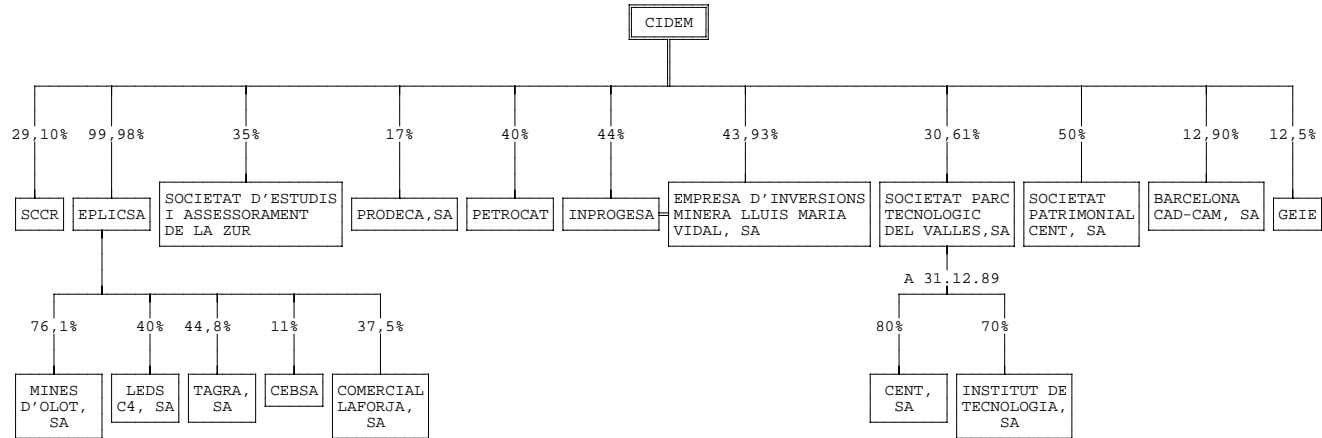 CIDEM
29,10% 99,98% 35% 17% 40% 44% 43,93% 30,61% 50% 12,90% 12,5%
SCCR
EPLICSA
SOCIETAT D'ESTUDIS
I ASSESSORAMENT
DE LA ZUR
PRODECA,SA
PETROCAT
INPROGESA
EMPRESA D'INVERSIONS
MINERA LLUIS MARIA
VIDAL, SA
SOCIETAT PARC
TECNOLOGIC
DEL VALLES,SA
SOCIETAT
PATRIMONIAL
CENT, SA
BARCELONA
CAD-CAM, SA
GEIE
A 31.12.89
76,1% 40% 44,8% 11% 37,5% 80% 70%
MINES
D'OLOT,
SA
LEDS
C4, SA
TAGRA,
SA
CEBSA
COMERCIAL
LAFORJA,
SA
CENT,
SA
INSTITUT DE
TECNOLOGIA,
SA